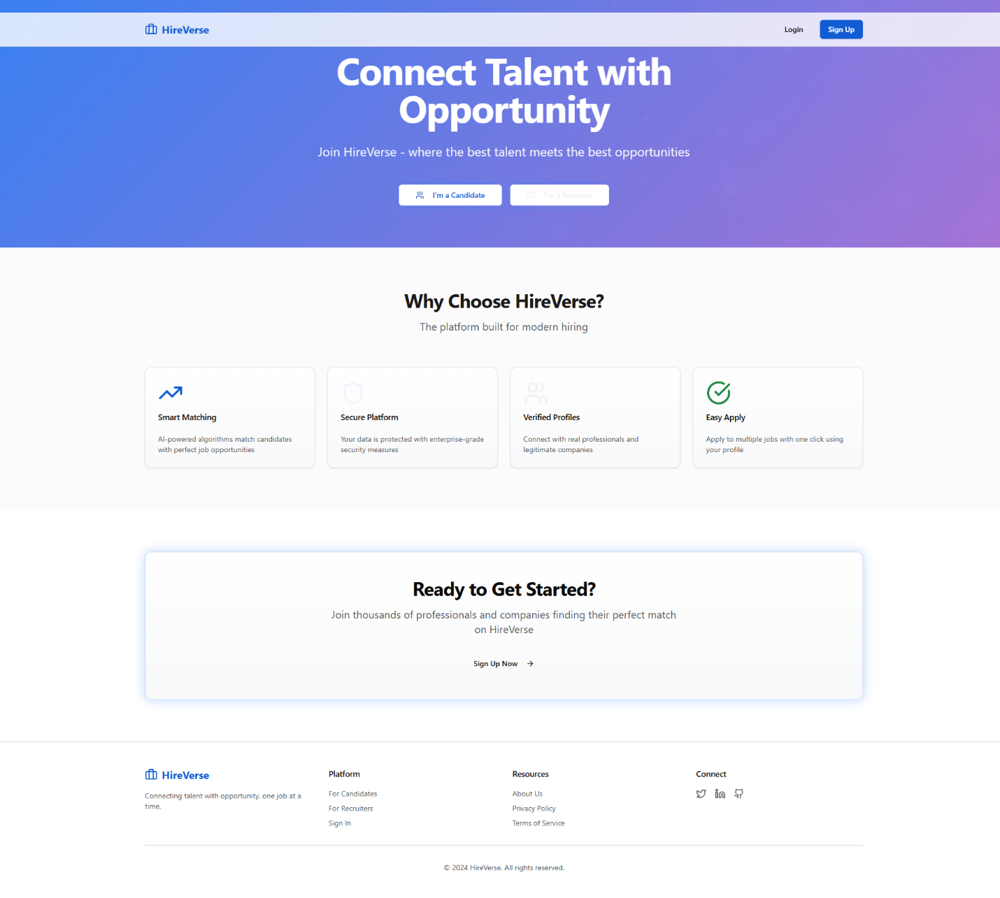 HireVerse
Login
Sign Up
Connect Talent with
Opportunity
Join HireVerse - where the best talent meets the best opportunities
I'm a Candidate
I'm a Recruiter
Why Choose HireVerse?
The platform built for modern hiring
Smart Matching
AI-powered algorithms match candidates
with perfect job opportunities
Secure Platform
Your data is protected with enterprise-grade
security measures
Verified Profiles
Connect with real professionals and
legitimate companies
Easy Apply
Apply to multiple jobs with one click using
your profile
Ready to Get Started?
Join thousands of professionals and companies finding their perfect match
on HireVerse
Sign Up Now
HireVerse
Connecting talent with opportunity, one job at a
time.
Platform
For Candidates
For Recruiters
Sign In
Resources
About Us
Privacy Policy
Terms of Service
Connect
© 2024 HireVerse. All rights reserved.